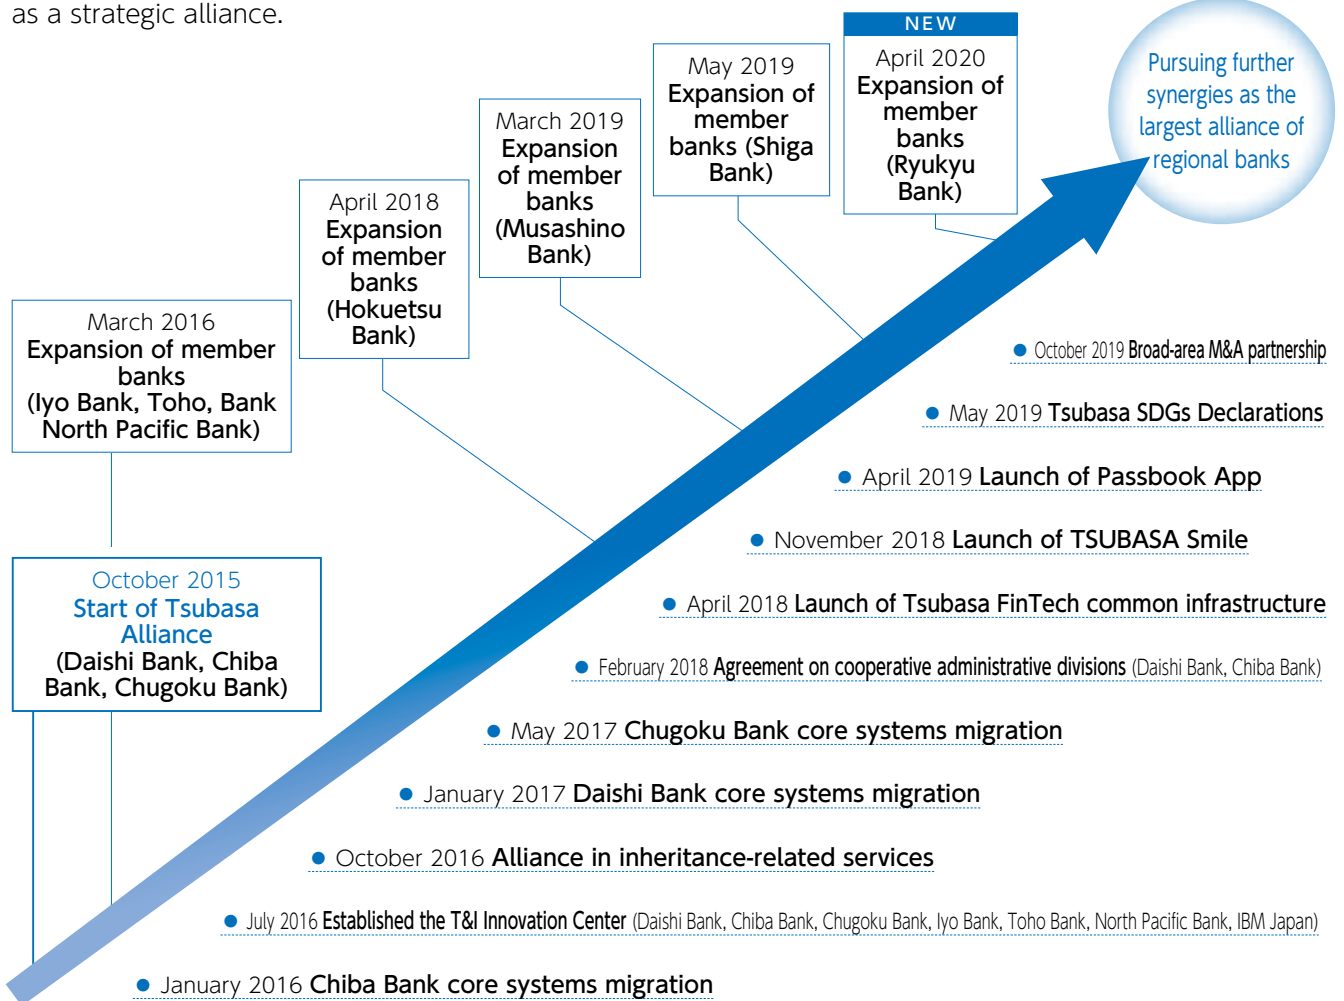 as a strategic alliance.
NEW
April 2020
Expansion of
member
banks
(Ryukyu
Bank)
May 2019
Expansion of
member
banks (Shiga
Bank)
March 2019
Expansion
of member
banks
(Musashino
Bank)
April 2018
Expansion
of member
banks
(Hokuetsu
Bank)
March 2016
Expansion of member
banks
(Iyo Bank, Toho, Bank
North Pacific Bank)
October 2015
Start of Tsubasa
Alliance
(Daishi Bank, Chiba
Bank, Chugoku Bank)
Pursuing further
synergies as the
largest alliance of
regional banks
● October 2019 Broad-area M&A partnership
● May 2019 Tsubasa SDGs Declarations
● April 2019 Launch of Passbook App
● November 2018 Launch of TSUBASA Smile
● April 2018 Launch of Tsubasa FinTech common infrastructure
● February 2018 Agreement on cooperative administrative divisions (Daishi Bank, Chiba Bank)
● May 2017 Chugoku Bank core systems migration
● January 2017 Daishi Bank core systems migration
● October 2016 Alliance in inheritance-related services
● July 2016 Established the T&I Innovation Center (Daishi Bank, Chiba Bank, Chugoku Bank, Iyo Bank, Toho Bank, North Pacific Bank, IBM Japan)
● January 2016 Chiba Bank core systems migration